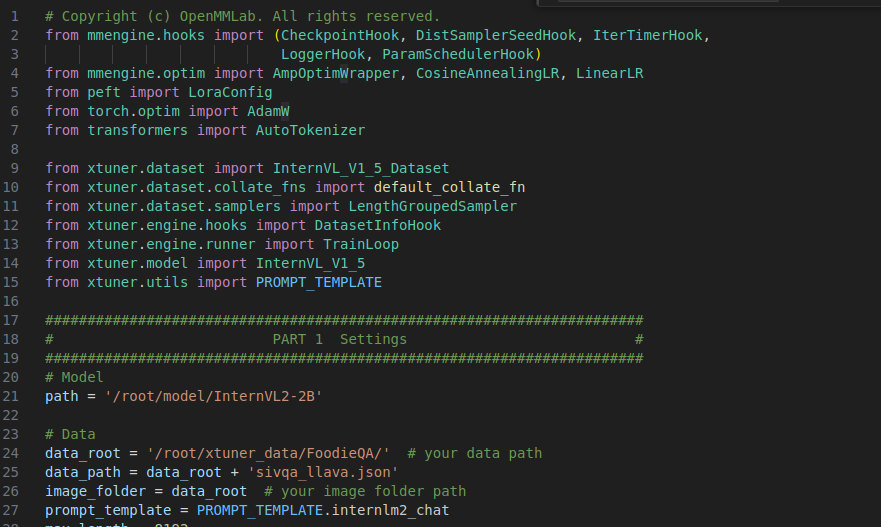 1 # Copyright (c) OpenMMLab. All rights reserved.
2 from mmengine.hooks import (CheckpointHook, DistSamplerSeedHook, IterTimerHook,
3                             LoggerHook, ParamSchedulerHook)
4 from mmengine.optim import AmpOptimWrapper, CosineAnnealingLR, LinearLR
5 from peft import LoraConfig
6 from torch.optim import AdamW
7 from transformers import AutoTokenizer
8
9 from xtuner.dataset import InternVL_V1_5_Dataset
10 from xtuner.dataset.collate_fns import default_collate_fn
11 from xtuner.dataset.samplers import LengthGroupedSampler
12 from xtuner.engine.hooks import DatasetInfoHook
13 from xtuner.engine.runner import TrainLoop
14 from xtuner.model import InternVL_V1_5
15 from xtuner.utils import PROMPT_TEMPLATE
16
17 #######################################################################
18 #                          PART 1  Settings                           #
19 #######################################################################
20 # Model
21 path = '/root/model/InternVL2-2B'
22
23 # Data
24 data_root = '/root/xtuner_data/FoodieQA/'  # your data path
25 data_path = data_root + 'sivqa_llava.json'
26 image_folder = data_root  # your image folder path
27 prompt_template = PROMPT_TEMPLATE.internlm2_chat
28 max_length = 8192